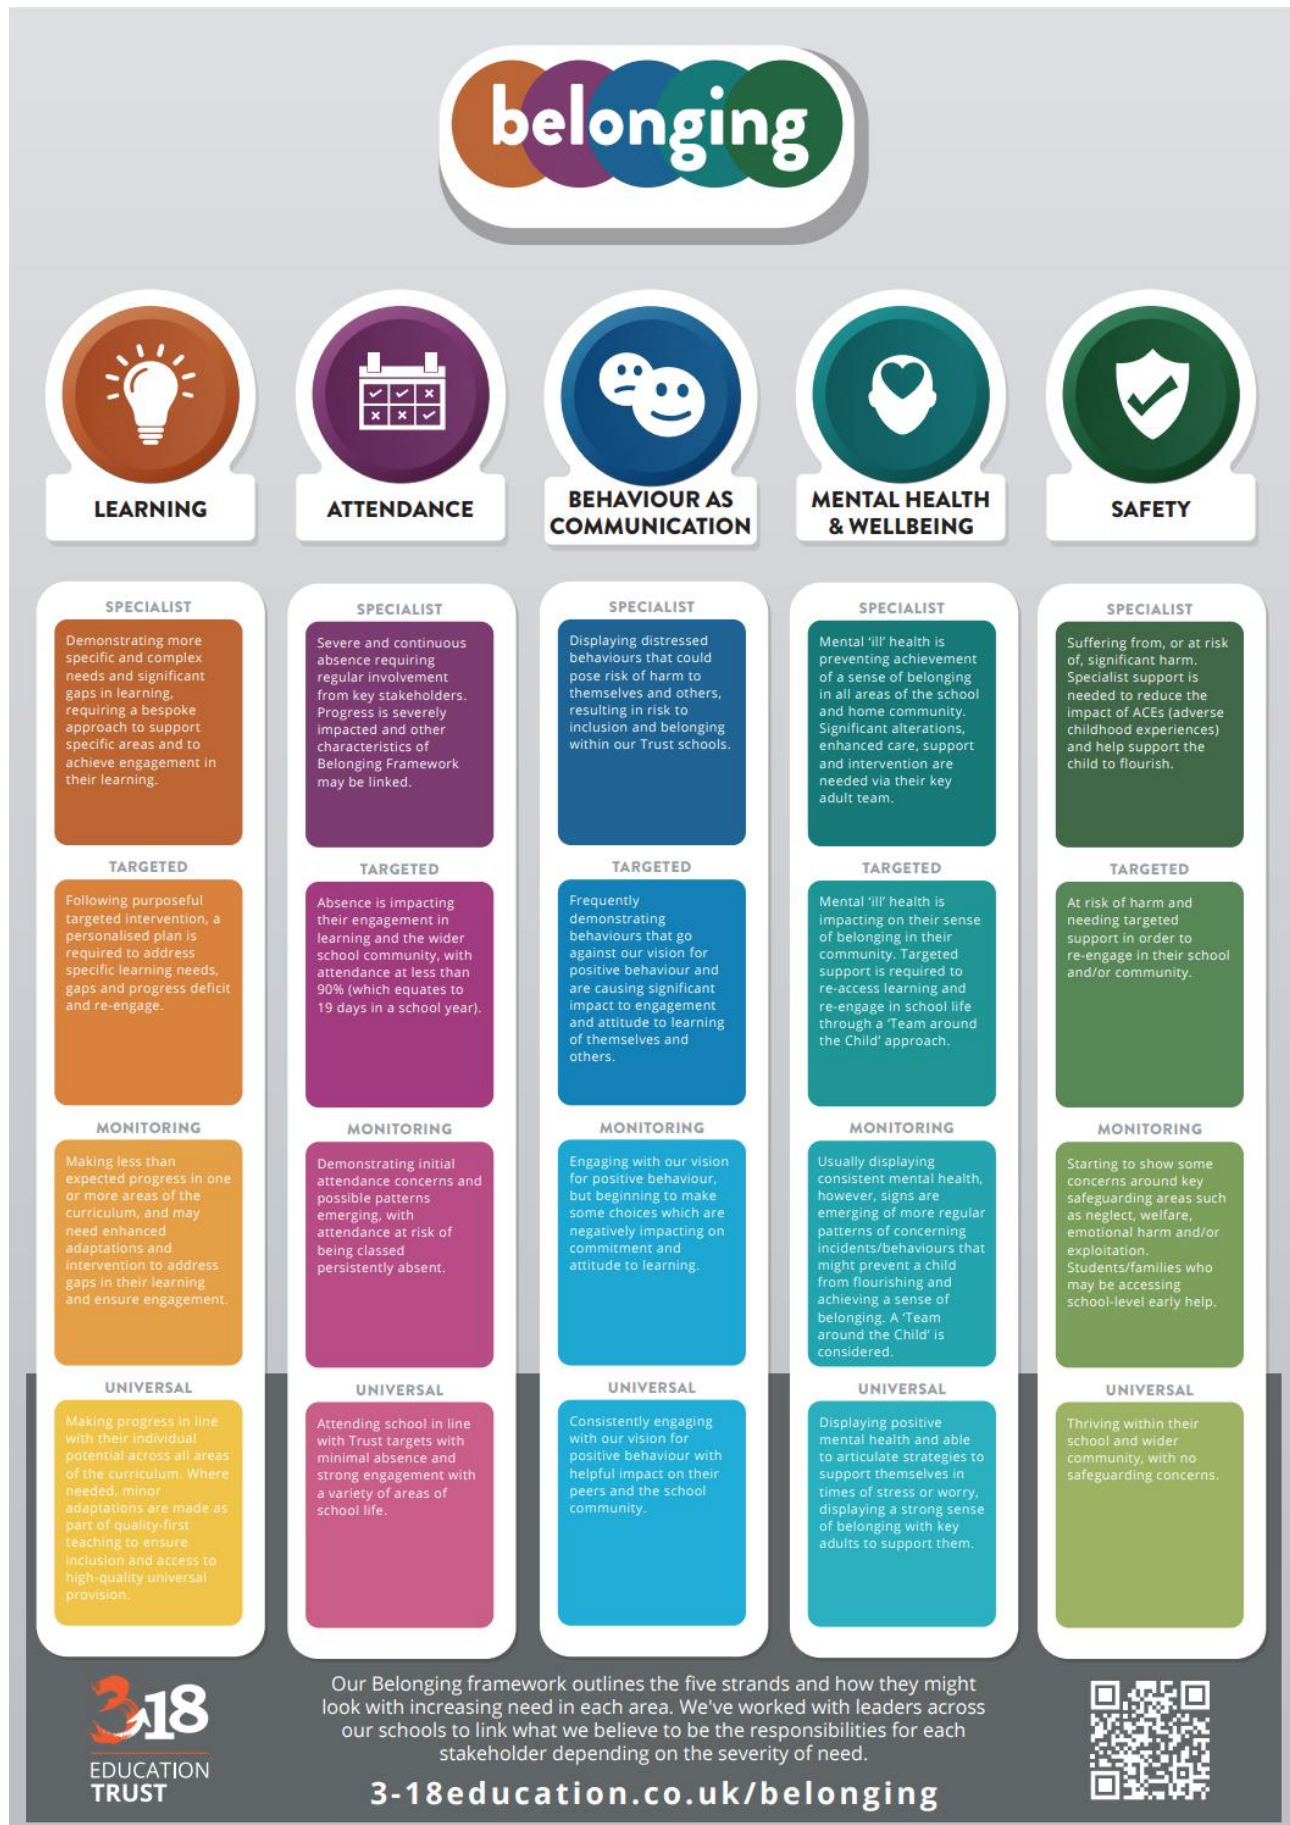 belonging
LEARNING
ATTENDANCE
BEHAVIOUR AS
COMMUNICATION
MENTAL HEALTH
& WELLBEING
SAFETY
SPECIALIST
Demonstrating more
specific and complex
needs and significant
gaps in learning,
requiring a bespoke
approach to support
specific areas and to
achieve engagement in
their learning.
TARGETED
Following purposeful
targeted intervention, a
personalised plan is
required to address
specific learning needs,
gaps and progress deficit
and re-engage.
MONITORING
Making less than
expected progress in one
or more areas of the
curriculum, and may
need enhanced
adaptations and
intervention to address
gaps in their learning
and ensure engagement.
UNIVERSAL
Making progress in line
with their individual
potential across all areas
of the curriculum. Where
needed, minor
adaptations are made as
part of quality-first
teaching to ensure
inclusion and access to
high-quality universal
provision.
SPECIALIST
Severe and continuous
absence requiring
regular involvement
from key stakeholders.
Progress is severely
impacted and other
characteristics of
Belonging Framework
may be linked.
TARGETED
Absence is impacting
their engagement in
learning and the wider
school community, with
attendance at less than
90% (which equates to
19 days in a school year).
MONITORING
Demonstrating initial
attendance concerns and
possible patterns
emerging, with
attendance at risk of
being classed
persistently absent.
UNIVERSAL
Attending school in line
with Trust targets with
minimal absence and
strong engagement with
a variety of areas of
school life.
SPECIALIST
Displaying distressed
behaviours that could
pose risk of harm to
themselves and others,
resulting in risk to
inclusion and belonging
within our Trust schools.
TARGETED
Frequently
demonstrating
behaviours that go
against our vision for
positive behaviour and
are causing significant
impact to engagement
and attitude to learning
of themselves and
others.
MONITORING
Engaging with our vision
for positive behaviour,
but beginning to make
some choices which are
negatively impacting on
commitment and
attitude to learning.
UNIVERSAL
Consistently engaging
with our vision for
positive behaviour with
helpful impact on their
peers and the school
community.
SPECIALIST
Mental ‘ill’ health is
preventing achievement
of a sense of belonging
in all areas of the school
and home community.
Significant alterations,
enhanced care, support
and intervention are
needed via their key
adult team.
TARGETED
Mental ‘ill’ health is
impacting on their sense
of belonging in their
community. Targeted
support is required to
re-access learning and
re-engage in school life
through a ‘Team around
the Child’ approach.
MONITORING
Usually displaying
consistent mental health,
however, signs are
emerging of more regular
patterns of concerning
incidents/behaviours that
might prevent a child
from flourishing and
achieving a sense of
belonging. A ‘Team
around the Child’ is
considered.
UNIVERSAL
Displaying positive
mental health and able
to articulate strategies to
support themselves in
times of stress or worry,
displaying a strong sense
of belonging with key
adults to support them.
SPECIALIST
Suffering from, or at risk
of, significant harm.
Specialist support is
needed to reduce the
impact of ACEs (adverse
childhood experiences)
and help support the
child to flourish.
TARGETED
At risk of harm and
needing targeted
support in order to
re-engage in their school
and/or community.
MONITORING
Starting to show some
concerns around key
safeguarding areas such
as neglect, welfare,
emotional harm and/or
exploitation.
Students/families who
may be accessing
school-level early help.
UNIVERSAL
Thriving within their
school and wider
community, with no
safeguarding concerns.
3-18
EDUCATION
TRUST
Our Belonging framework outlines the five strands and how they might
look with increasing need in each area. We've worked with leaders across
our schools to link what we believe to be the responsibilities for each
stakeholder depending on the severity of need.
3-18education.co.uk/belonging